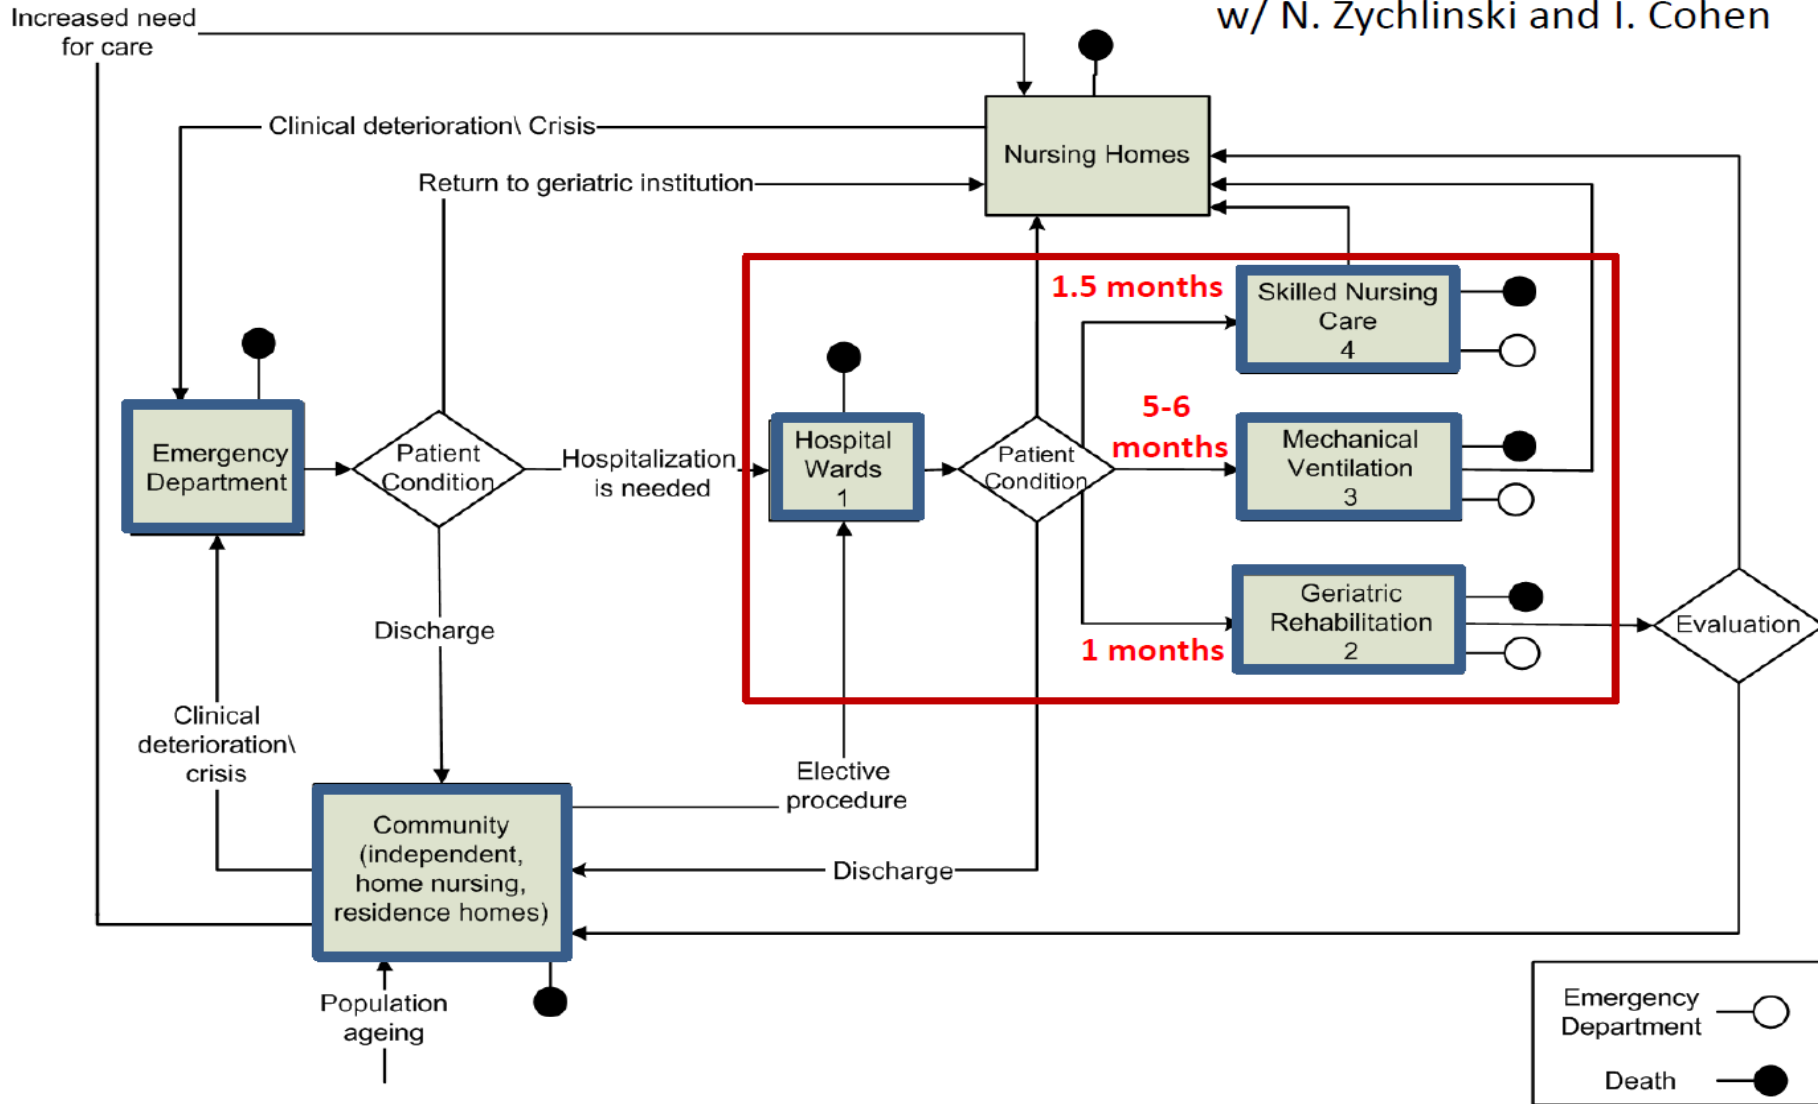 Increased need
for care
w/ N. Zychlinski and I. Cohen
Clinical deterioration\ Crisis
Nursing Homes
Return to geriatric institution
1.5 months
Skilled Nursing
Care
4
Emergency
Department
Patient
Condition
Hospitalization
is needed
Hospital
Wards
1
Patient
Condition
5-6
months
Mechanical
Ventilation
3
Geriatric
Rehabilitation
2
1 months
Evaluation
Discharge
Clinical
deterioration\
crisis
Elective
procedure
Community
(independent,
home nursing,
residence homes)
Discharge
Population
ageing
Emergency
Department
Death